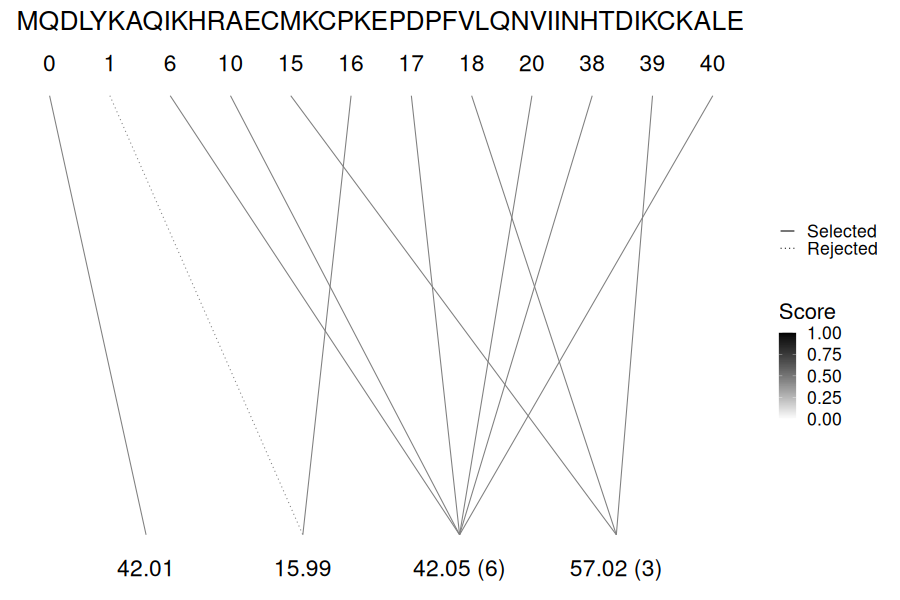 MQDLYKAQIKHRAECMKCPKEPDPFVLQNVIINHTDIKCKALE
0 1 6 10 15 16 17 18 20 38 39 40
Selected
Rejected
Score
1.00
0.75
0.50
0.25
0.00
42.01 15.99 42.05 (6) 57.02 (3)